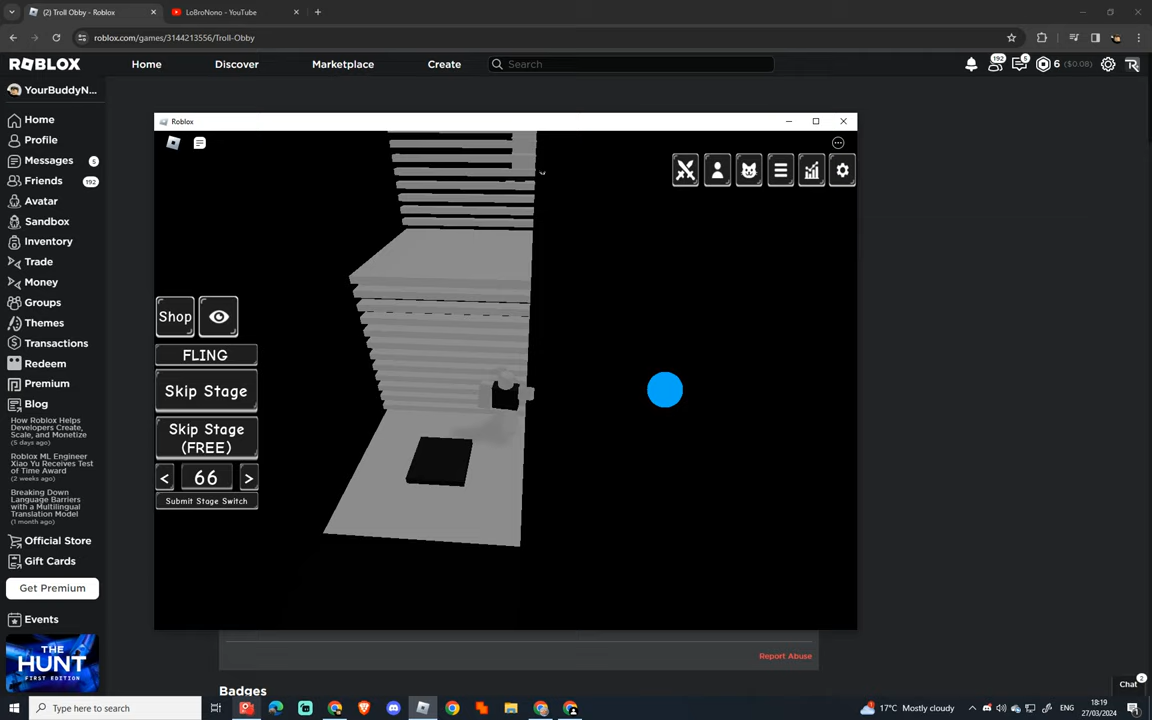 (2) Troll Obby - Roblox
LoBroNono - YouTube
roblox.com/games/3144213556/Troll-Obby
ROBLOX
Home
Discover
Marketplace
Create
Search
192
5
6
($0.08)
YourBuddyN...
Home
Profile
Messages 5
Friends 192
Avatar
Sandbox
Inventory
Trade
Money
Groups
Themes
Transactions
Redeem
Premium
Blog
How Roblox Helps
Developers Create,
Scale, and Monetize
(5 days ago)
Roblox ML Engineer
Xiao Yu Receives Test
of Time Award
(2 weeks ago)
Breaking Down
Language Barriers
with a Multilingual
Translation Model
(1 month ago)
Official Store
Gift Cards
Get Premium
Events
THE
HUNT
FIRST EDITION
Roblox
Shop
FLING
Skip Stage
Skip Stage
(FREE)
< 66 >
Submit Stage Switch
Report Abuse
Badges
Chat
2
Type here to search
17°C Mostly cloudy
ENG
18:19
27/03/2024